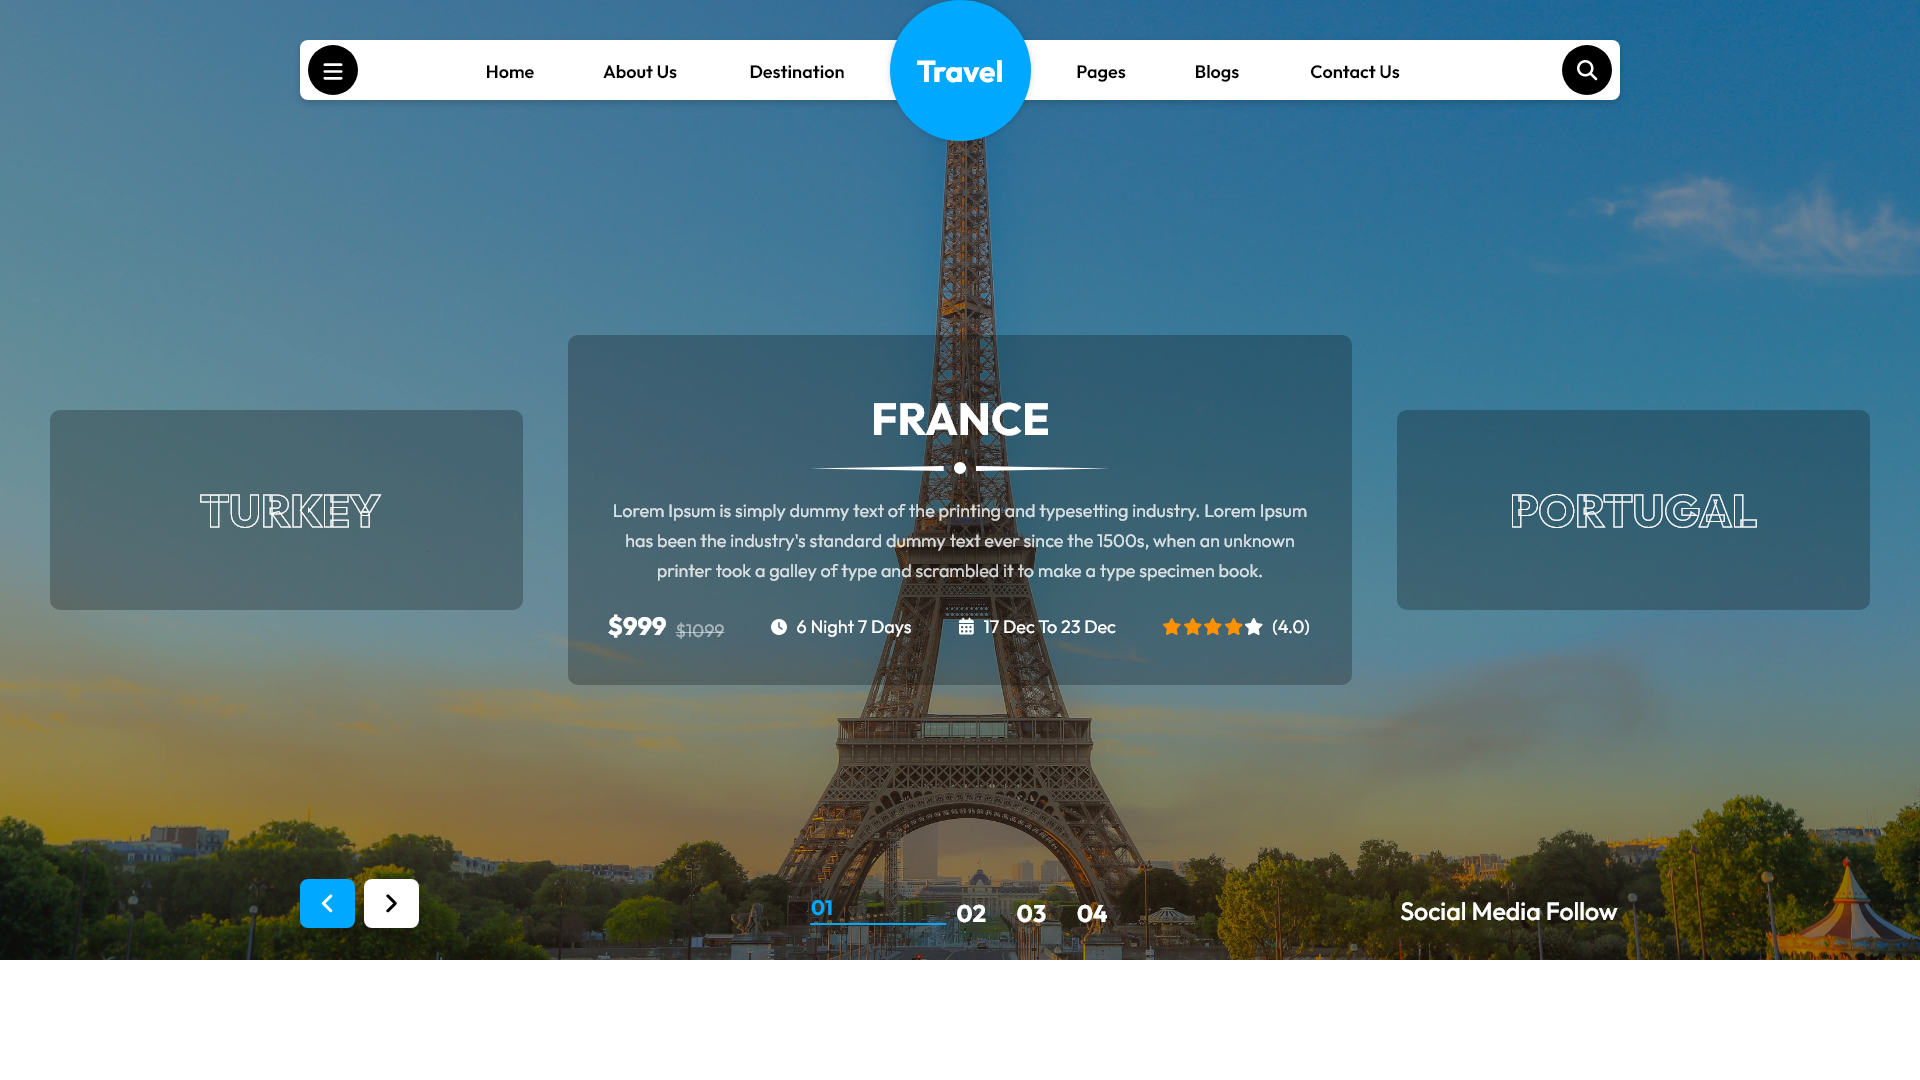 Home
About Us
Destination
Travel
Pages
Blogs
Contact Us
FRANCE
TURKEY
PORTUGAL
Lorem Ipsum is simply dummy text of the printing and typesetting industry. Lorem Ipsum
has been the industry's standard dummy text ever since the 1500s, when an unknown
printer took a galley of type and scrambled it to make a type specimen book.
$999 $1099 6 Night 7 Days 17 Dec To 23 Dec (4.0)
01 02 03 04
Social Media Follow